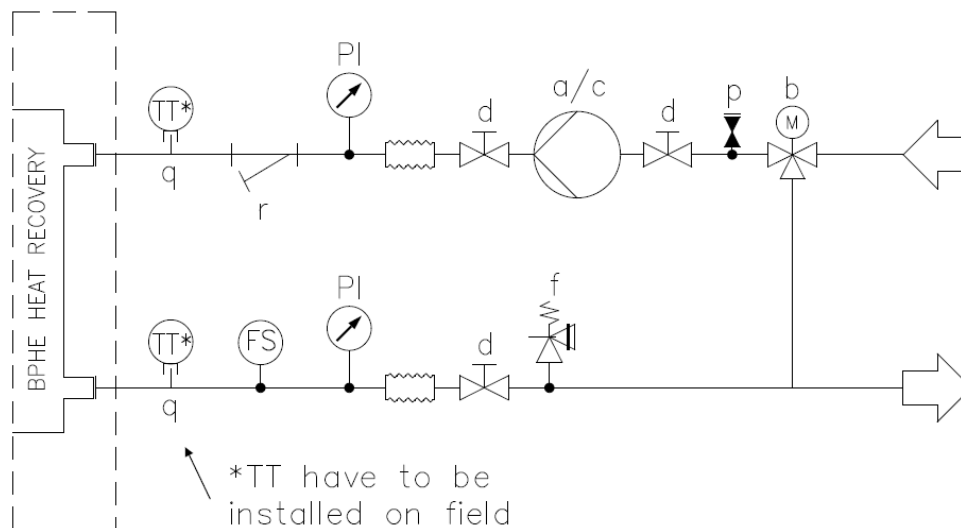 PI
a/c
b
TT*
d
d
p
M
q
r
BPHE HEAT RECOVERY
PI
f
TT*
FS
d
q
*TT have to be
installed on field